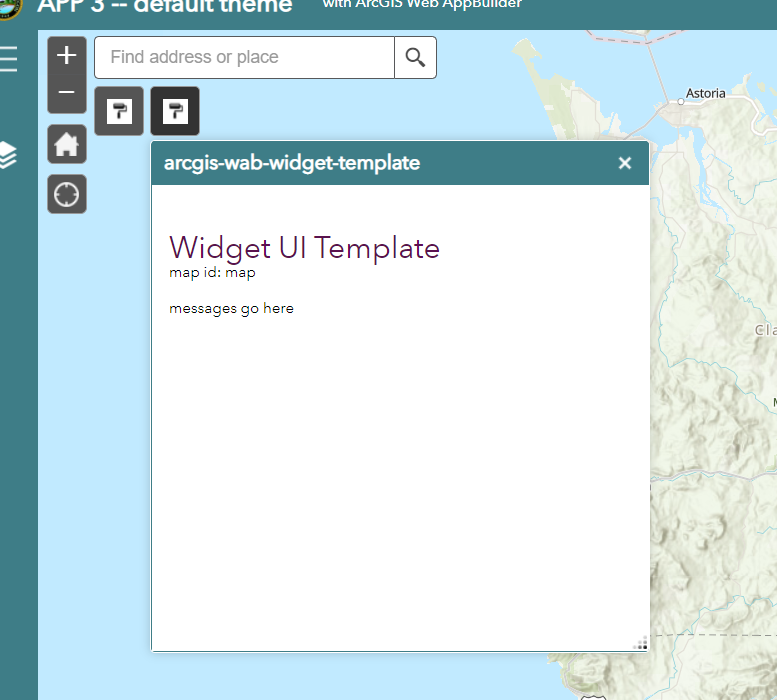 APP 3 -- default theme
with ArcGIS Web AppBuilder
Find address or place
Astoria
arcgis-wab-widget-template
Widget UI Template
map id: map
messages go here